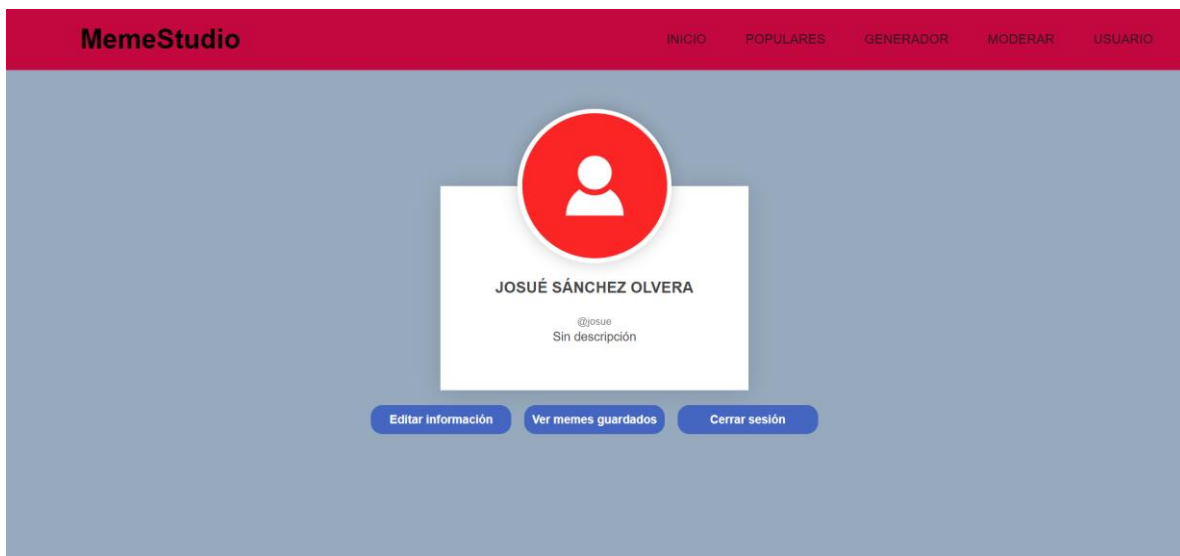 MemeStudio
INICIO POPULARES GENERADOR MODERAR USUARIO
JOSUÉ SÁNCHEZ OLVERA
@josue
Sin descripción
Editar información Ver memes guardados Cerrar sesión